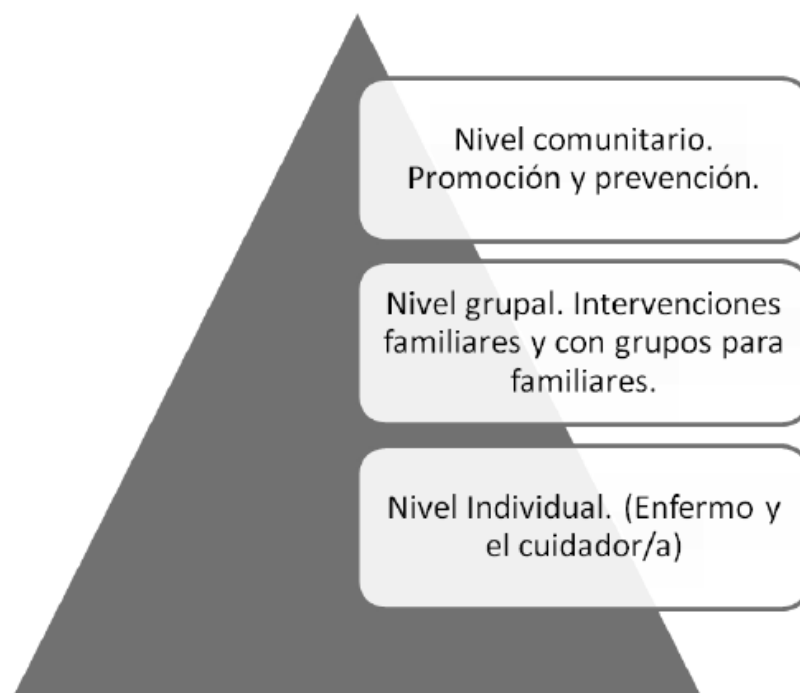 Nivel comunitario.
Promoción y prevención.
Nivel grupal. Intervenciones
familiares y con grupos para
familiares.
Nivel Individual. (Enfermo y
el cuidador/a)